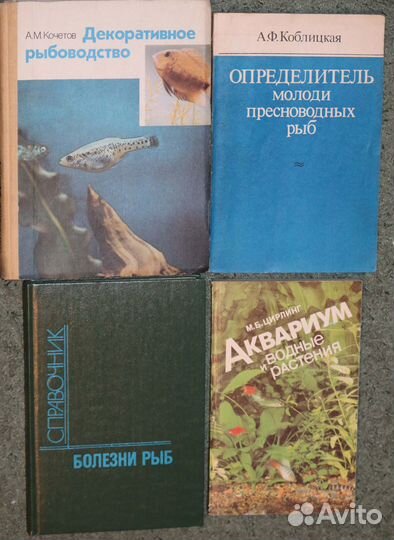 А.М.Кочетов Декоративное
рыбоводство
А.Ф.Коблицкая
ОПРЕДЕЛИТЕЛЬ
МОЛОДИ
ПРЕСНОВОДНЫХ
РЫБ
СПРАВОЧНИК
БОЛЕЗНИ РЫБ
М.Б.ЦИРЛИНГ
АКВАРИУМ
И ВОДНЫЕ
РАСТЕНИЯ
Avito